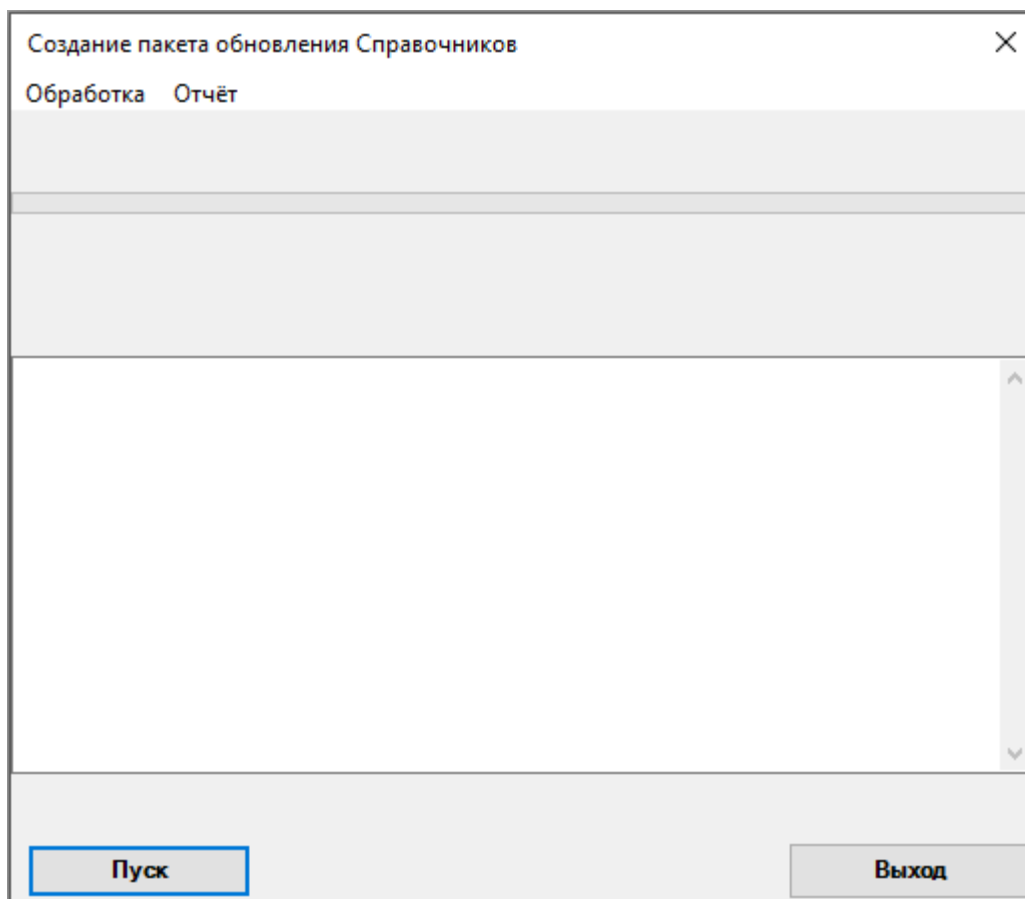 Создание пакета обновления Справочников
Обработка Отчёт
Пуск
Выход